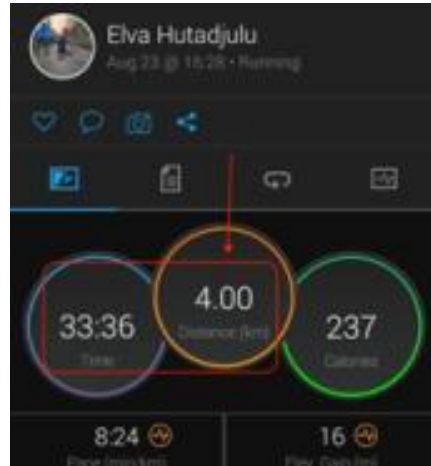 Elva Hutadjulu
Aug 23 @ 16:28 • Running
4.00
Distance (km)
33:36
Time
237
Calories
8:24
16
Pace (min/km)
Elev. Gain (m)